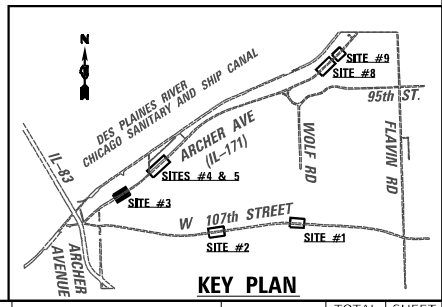 SITE #9
SITE #8
95th ST.
DES PLAINES RIVER
CHICAGO SANITARY AND SHIP CANAL
ARCHER AVE
(IL-171)
WOLF RD
FLAVIN RD
IL-83
SITES #4 & 5
SITE #3
W 107th STREET
SITE #2
SITE #1
ARCHER
AVENUE
KEY PLAN
TOTAL
SHEET